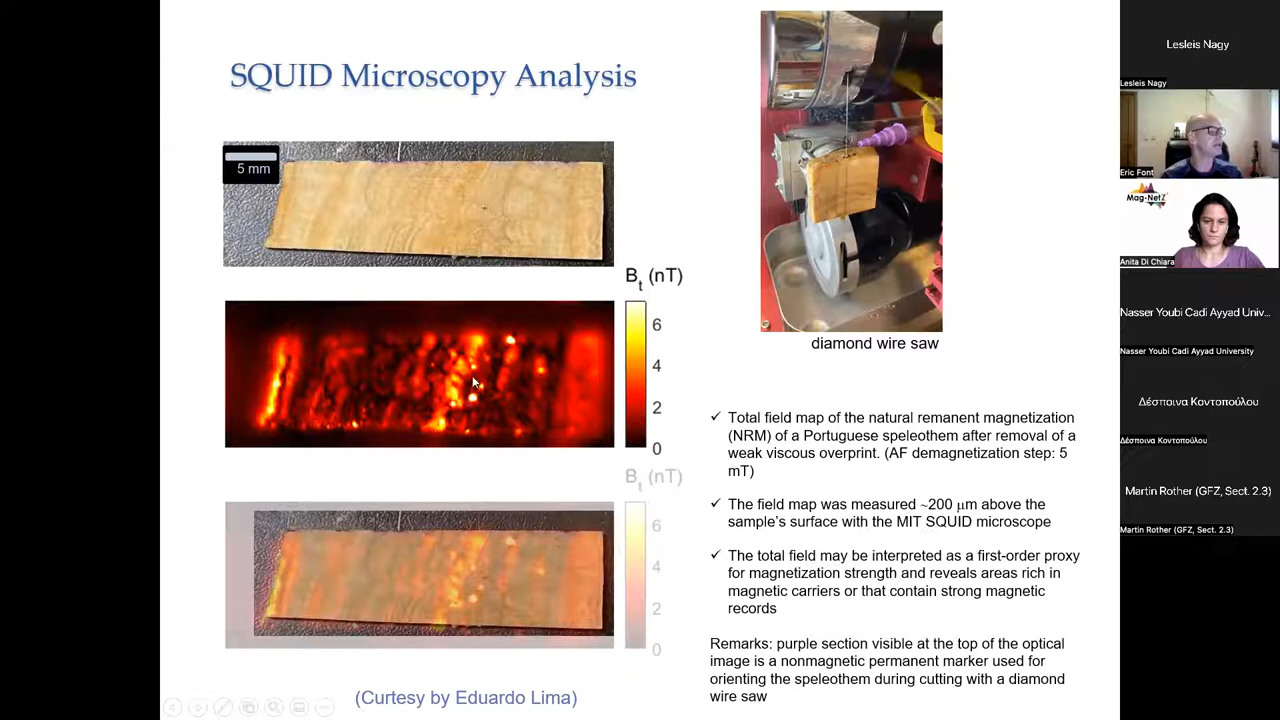 SQUID Microscopy Analysis
5 mm
Bt (nT)
6
4
2
0
Bt (nT)
6
4
2
0
(Curtesy by Eduardo Lima)
diamond wire saw
✓ Total field map of the natural remanent magnetization
(NRM) of a Portuguese speleothem after removal of a
weak viscous overprint. (AF demagnetization step: 5
mT)
✓ The field map was measured ~200 μm above the
sample's surface with the MIT SQUID microscope
✓ The total field may be interpreted as a first-order proxy
for magnetization strength and reveals areas rich in
magnetic carriers or that contain strong magnetic
records
Remarks: purple section visible at the top of the optical
image is a nonmagnetic permanent marker used for
orienting the speleothem during cutting with a diamond
wire saw
Lesleis Nagy
Lesleis Nagy
Eric Font
Mag-NetZ
Anita Di Chiara
Nasser Youbi Cadi Ayyad Univ...
Nasser Youbi Cadi Ayyad University
Δέσποινα Κοντοπούλου
Δέσποινα Κοντοπούλου
Martin Rother (GFZ, Sect. 2.3)
Martin Rother (GFZ, Sect. 2.3)